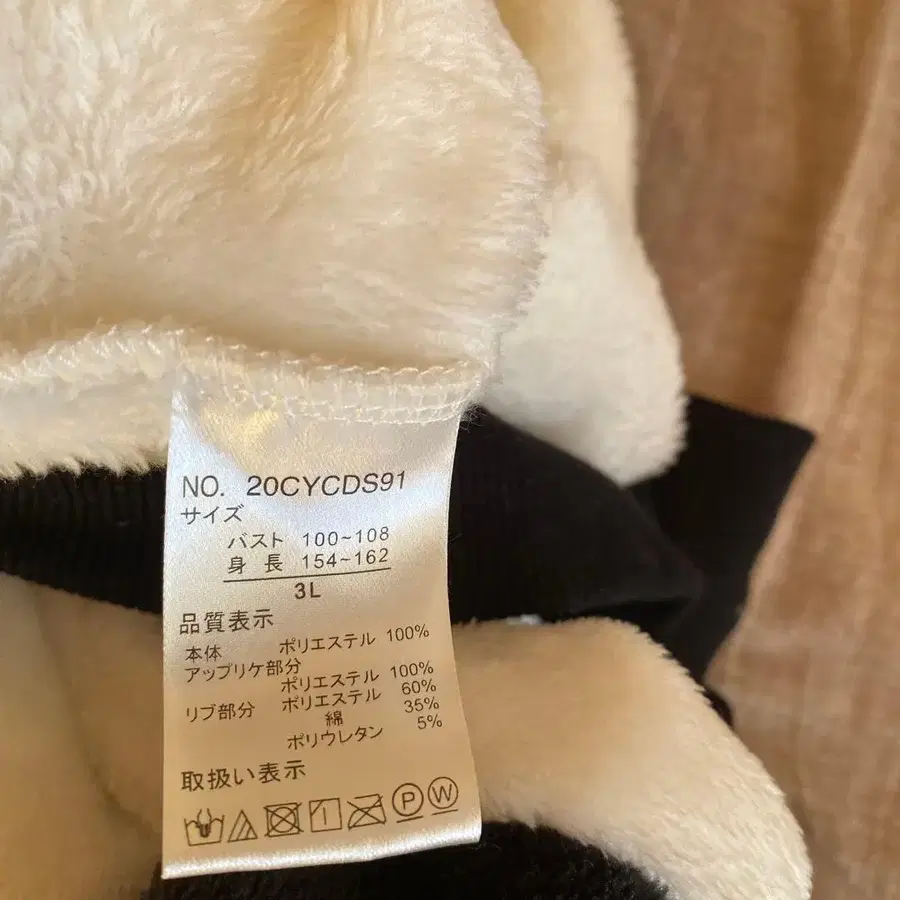 NO. 20CYCDS91
サイズ
バスト 100~108
身長 154~162
3L
品質表示
本体 ポリエステル 100%
アップリケ部分
ポリエステル 100%
リブ部分 ポリエステル 60%
綿 35%
ポリウレタン 5%
取扱い表示
P W